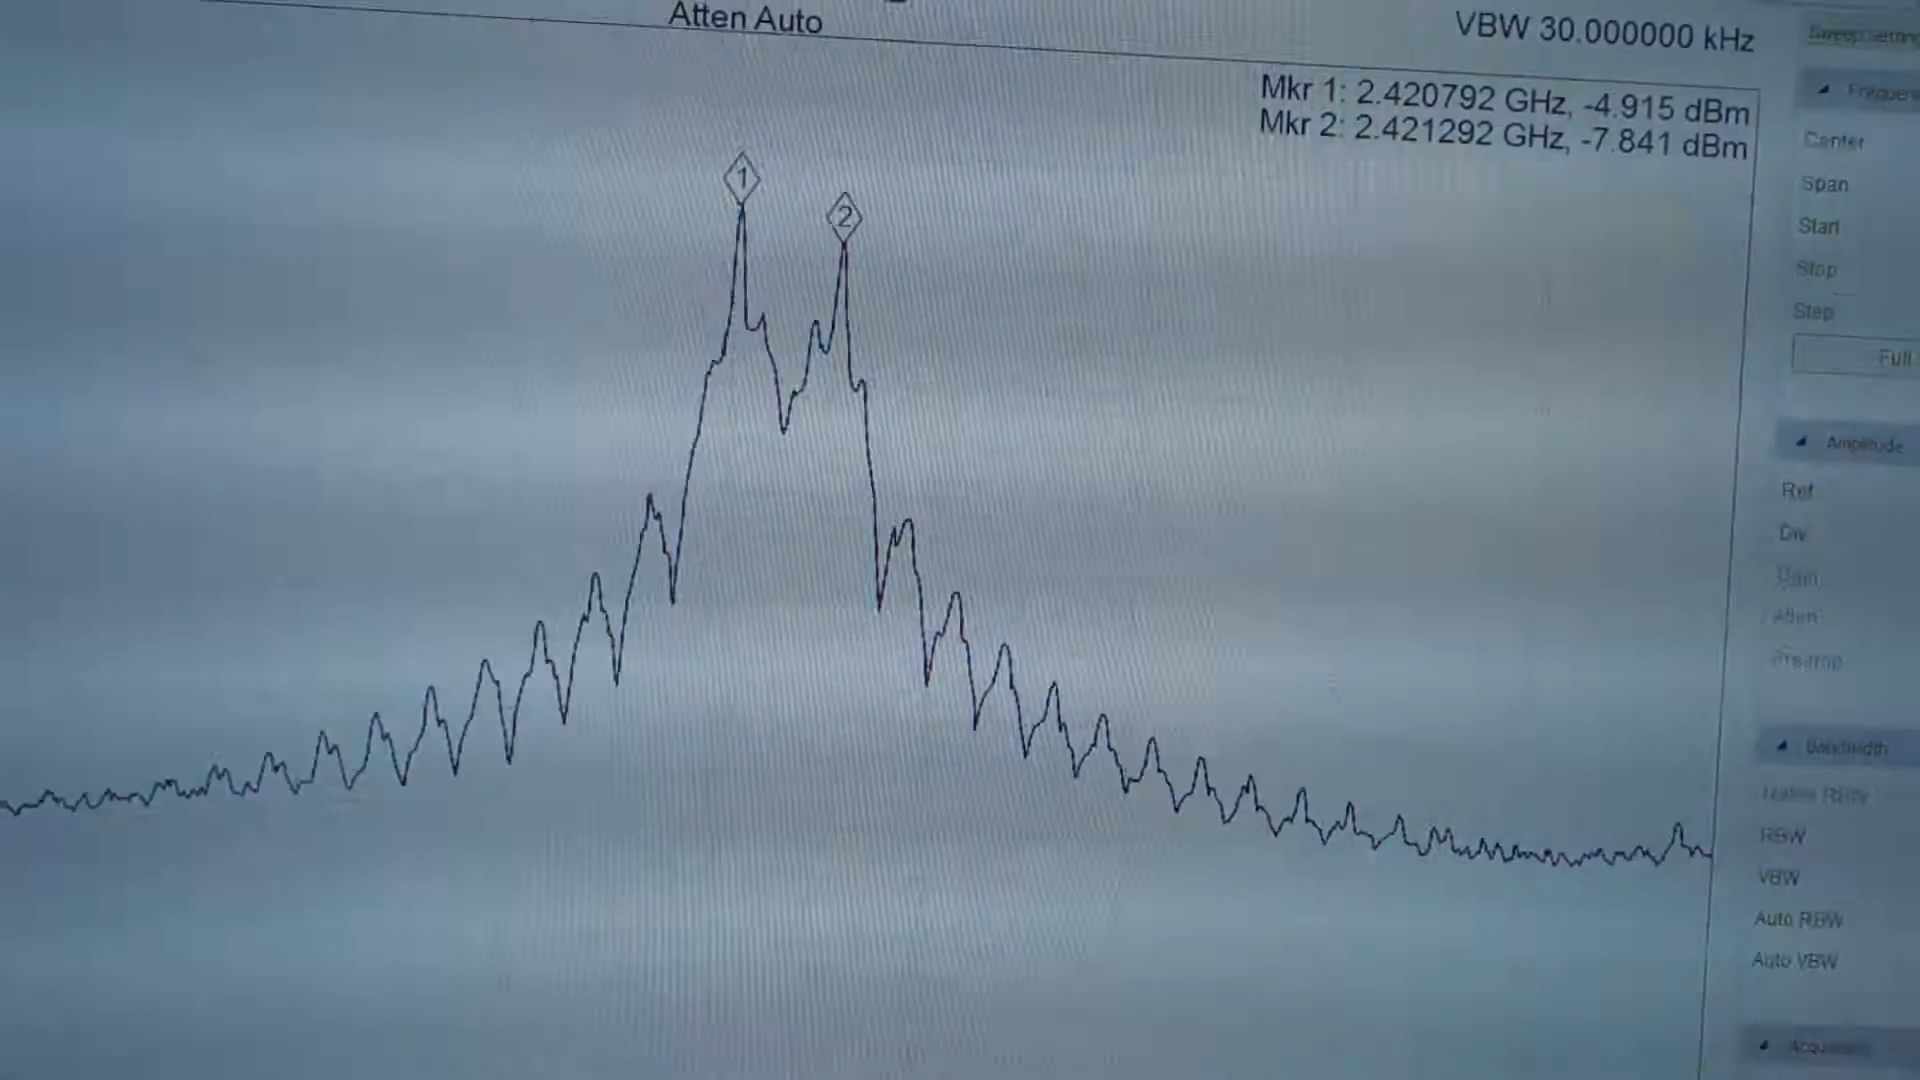 Atten Auto
VBW 30.000000 kHz
Mkr 1: 2.420792 GHz, -4.915 dBm
Mkr 2: 2.421292 GHz, -7.841 dBm
1
2
Center
Span
Start
Stop
Step
Full
Amplitude
Ref
Div
Bandwidth
RBW
VBW
Auto RBW
Auto VBW